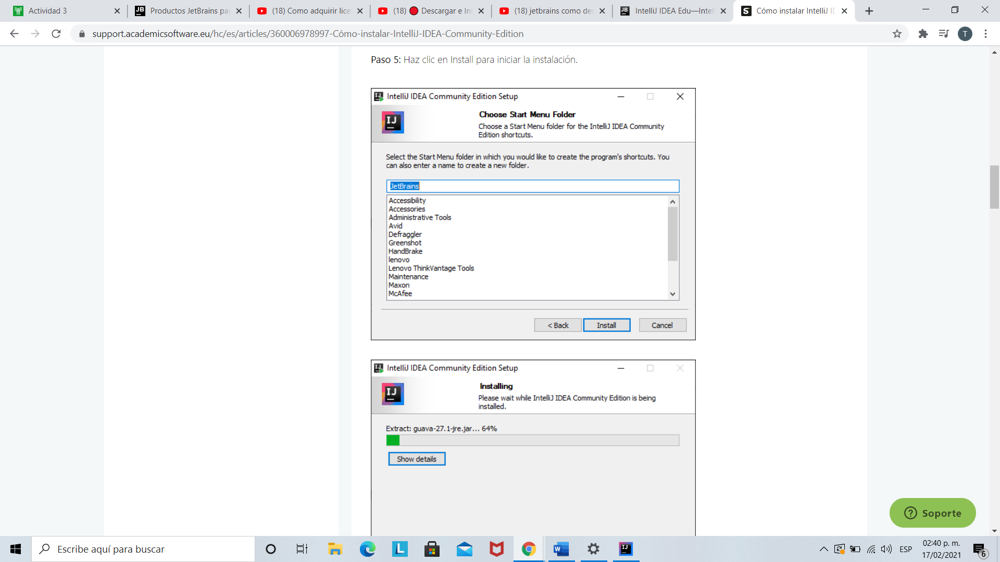 Actividad 3
Productos JetBrains par
(18) Como adquirir lice
(18) Descargar e In
(18) jetbrains como de
IntelliJ IDEA Edu—Intel
Cómo instalar IntelliJ ID
support.academicsoftware.eu/hc/es/articles/360006978997-Cómo-instalar-IntelliJ-IDEA-Community-Edition
T
Paso 5: Haz clic en Install para iniciar la instalación.
IntelliJ IDEA Community Edition Setup
Choose Start Menu Folder
Choose a Start Menu folder for the IntelliJ IDEA Community
Edition shortcuts.
Select the Start Menu folder in which you would like to create the program's shortcuts. You
can also enter a name to create a new folder.
JetBrains
Accessibility
Accessories
Administrative Tools
Avid
Defraggler
Greenshot
HandBrake
lenovo
Lenovo ThinkVantage Tools
Maintenance
Maxon
McAfee
< Back
Install
Cancel
IntelliJ IDEA Community Edition Setup
Installing
Please wait while IntelliJ IDEA Community Edition is being
installed.
Extract: guava-27.1-jre.jar... 64%
Show details
Soporte
Escribe aquí para buscar
ESP
02:40 p. m.
17/02/2021
6